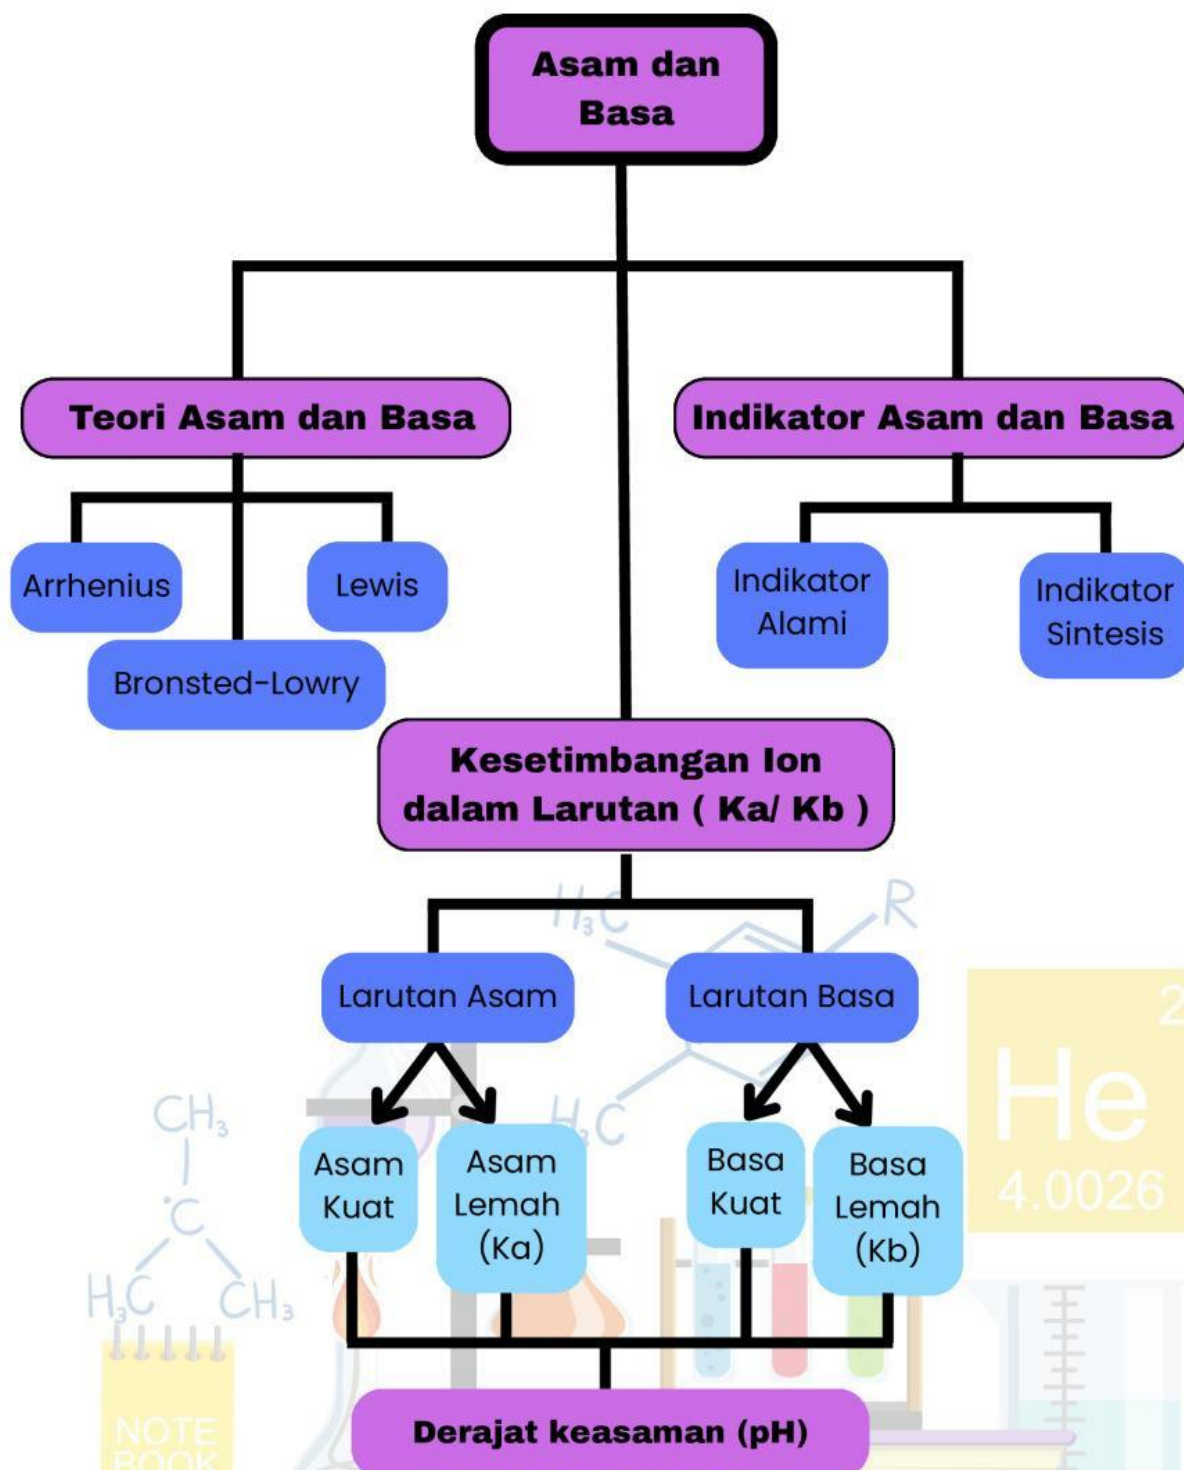 Asam dan
Basa
Teori Asam dan Basa
Indikator Asam dan Basa
Arrhenius
Lewis
Bronsted-Lowry
Indikator
Alami
Indikator
Sintesis
Kesetimbangan Ion
dalam Larutan ( Ka/ Kb )
H₃C
R
Larutan Asam
Larutan Basa
2
He
4.0026
H₃C
CH₃
C
H₃C
CH₃
Asam
Kuat
Asam
Lemah
(Ka)
Basa
Kuat
Basa
Lemah
(Kb)
NOTE
BOOK
Derajat keasaman (pH)